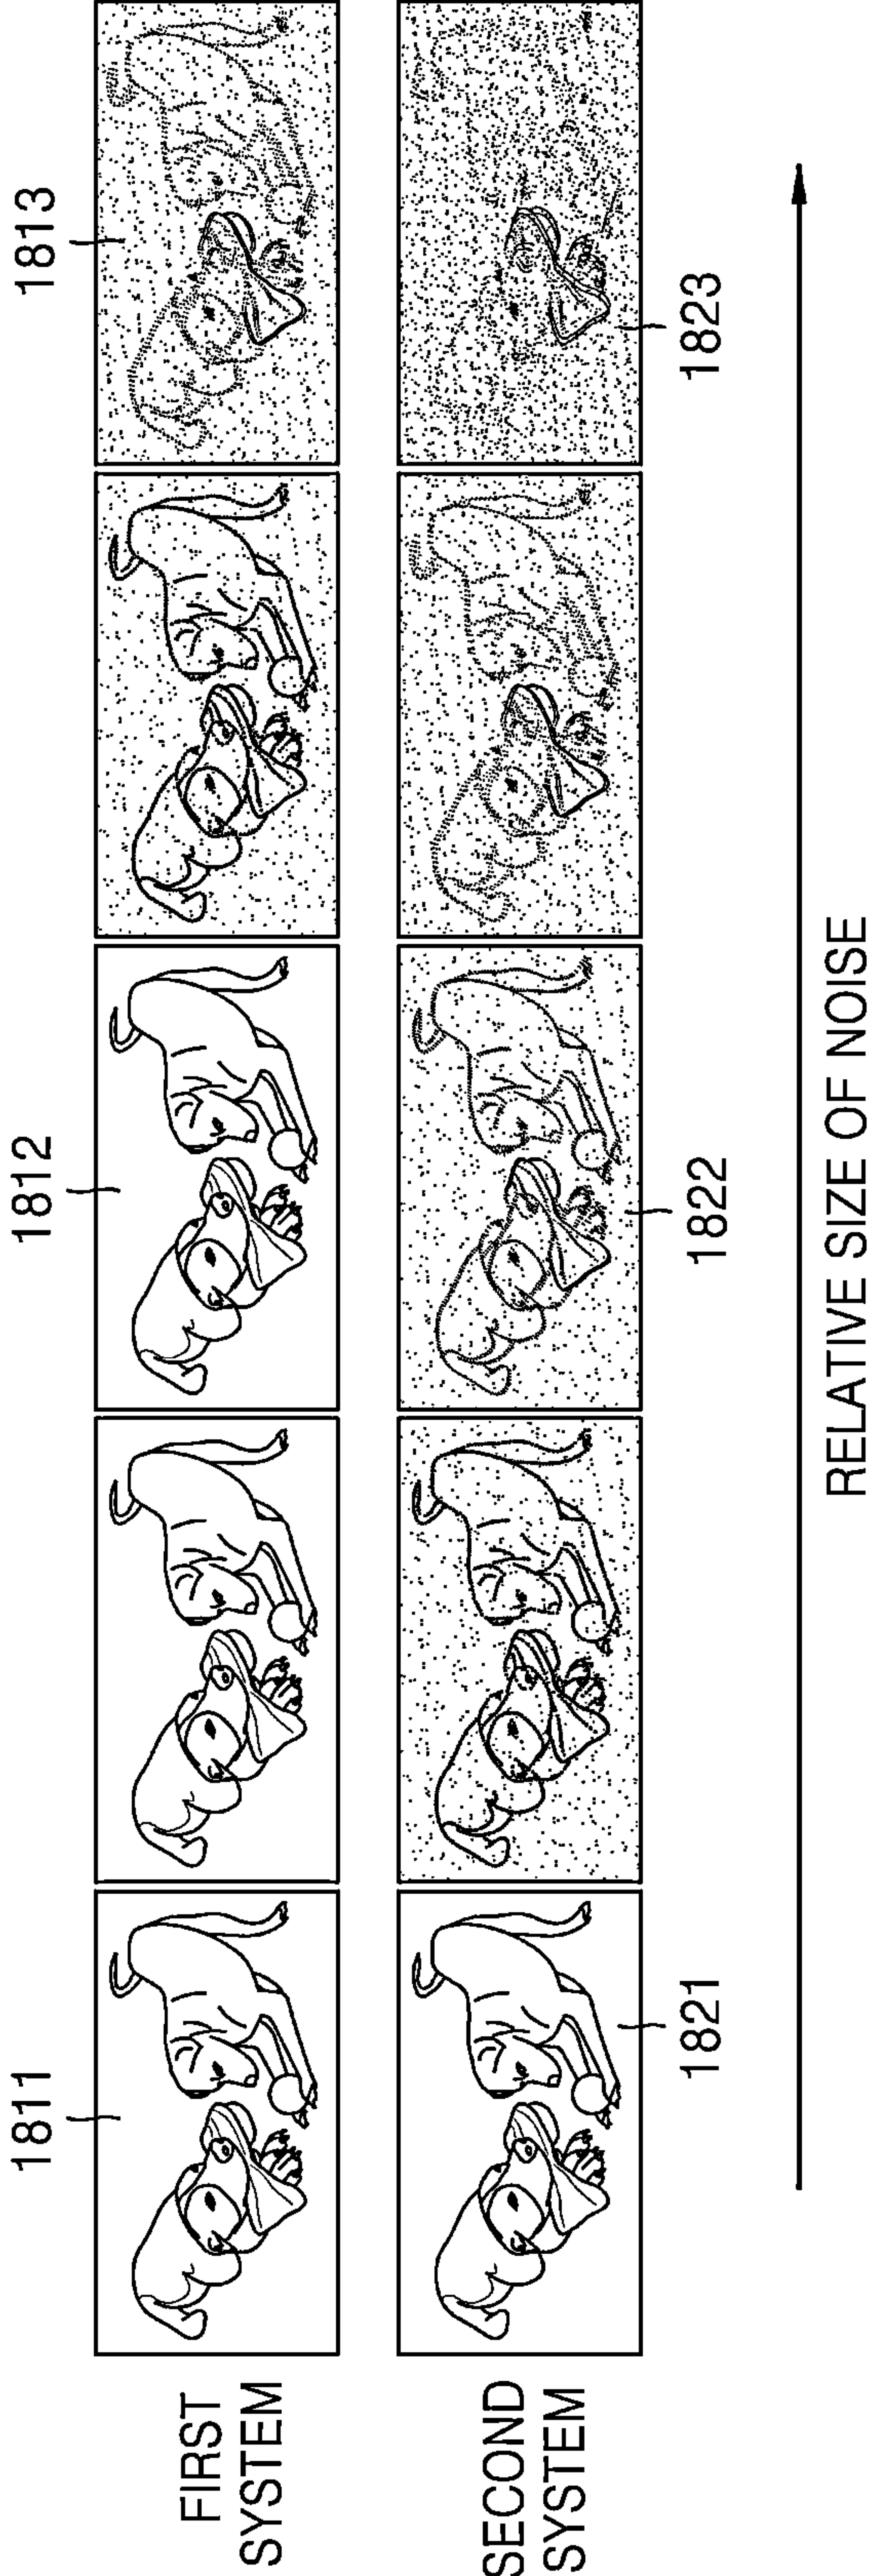 1811
1812
1813
FIRST
SYSTEM
SECOND
SYSTEM
1821
1822
1823
RELATIVE SIZE OF NOISE